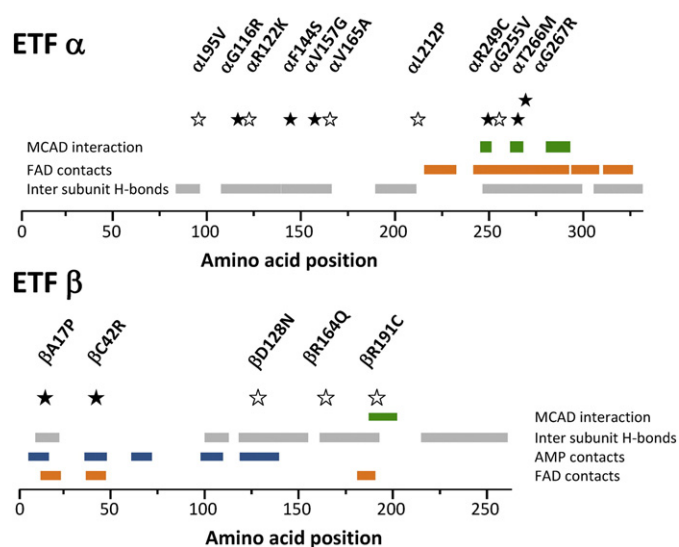 ETF α
αL95V
αG116R
αR122K
αF144S
αV157G
αV165A
αL212P
αR249C
αG255V
αT266M
αG267R
MCAD interaction
FAD contacts
Inter subunit H-bonds
0 50 100 150 200 250 300
Amino acid position
ETF β
βA17P
βC42R
βD128N
βR164Q
βR191C
MCAD interaction
Inter subunit H-bonds
AMP contacts
FAD contacts
0 50 100 150 200 250
Amino acid position